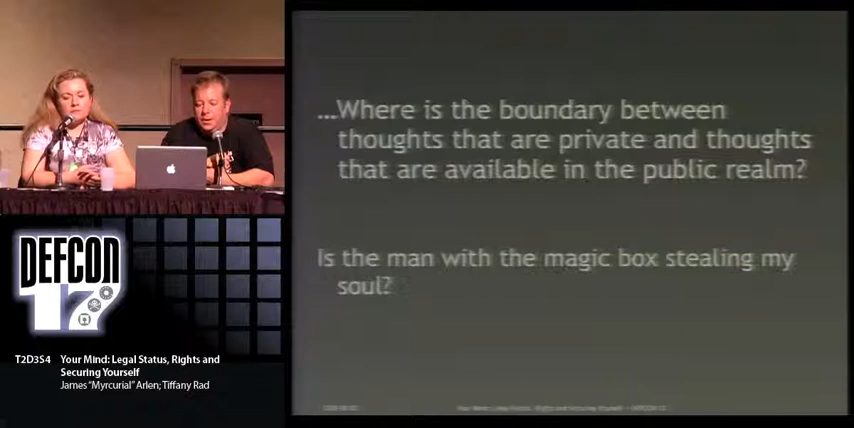 ...Where is the boundary between
thoughts that are private and thoughts
that are available in the public realm?
Is the man with the magic box stealing my
soul?
DEFCON
17
T2D3S4 Your Mind: Legal Status, Rights and
Securing Yourself
James "Myrcurial" Arlen; Tiffany Rad